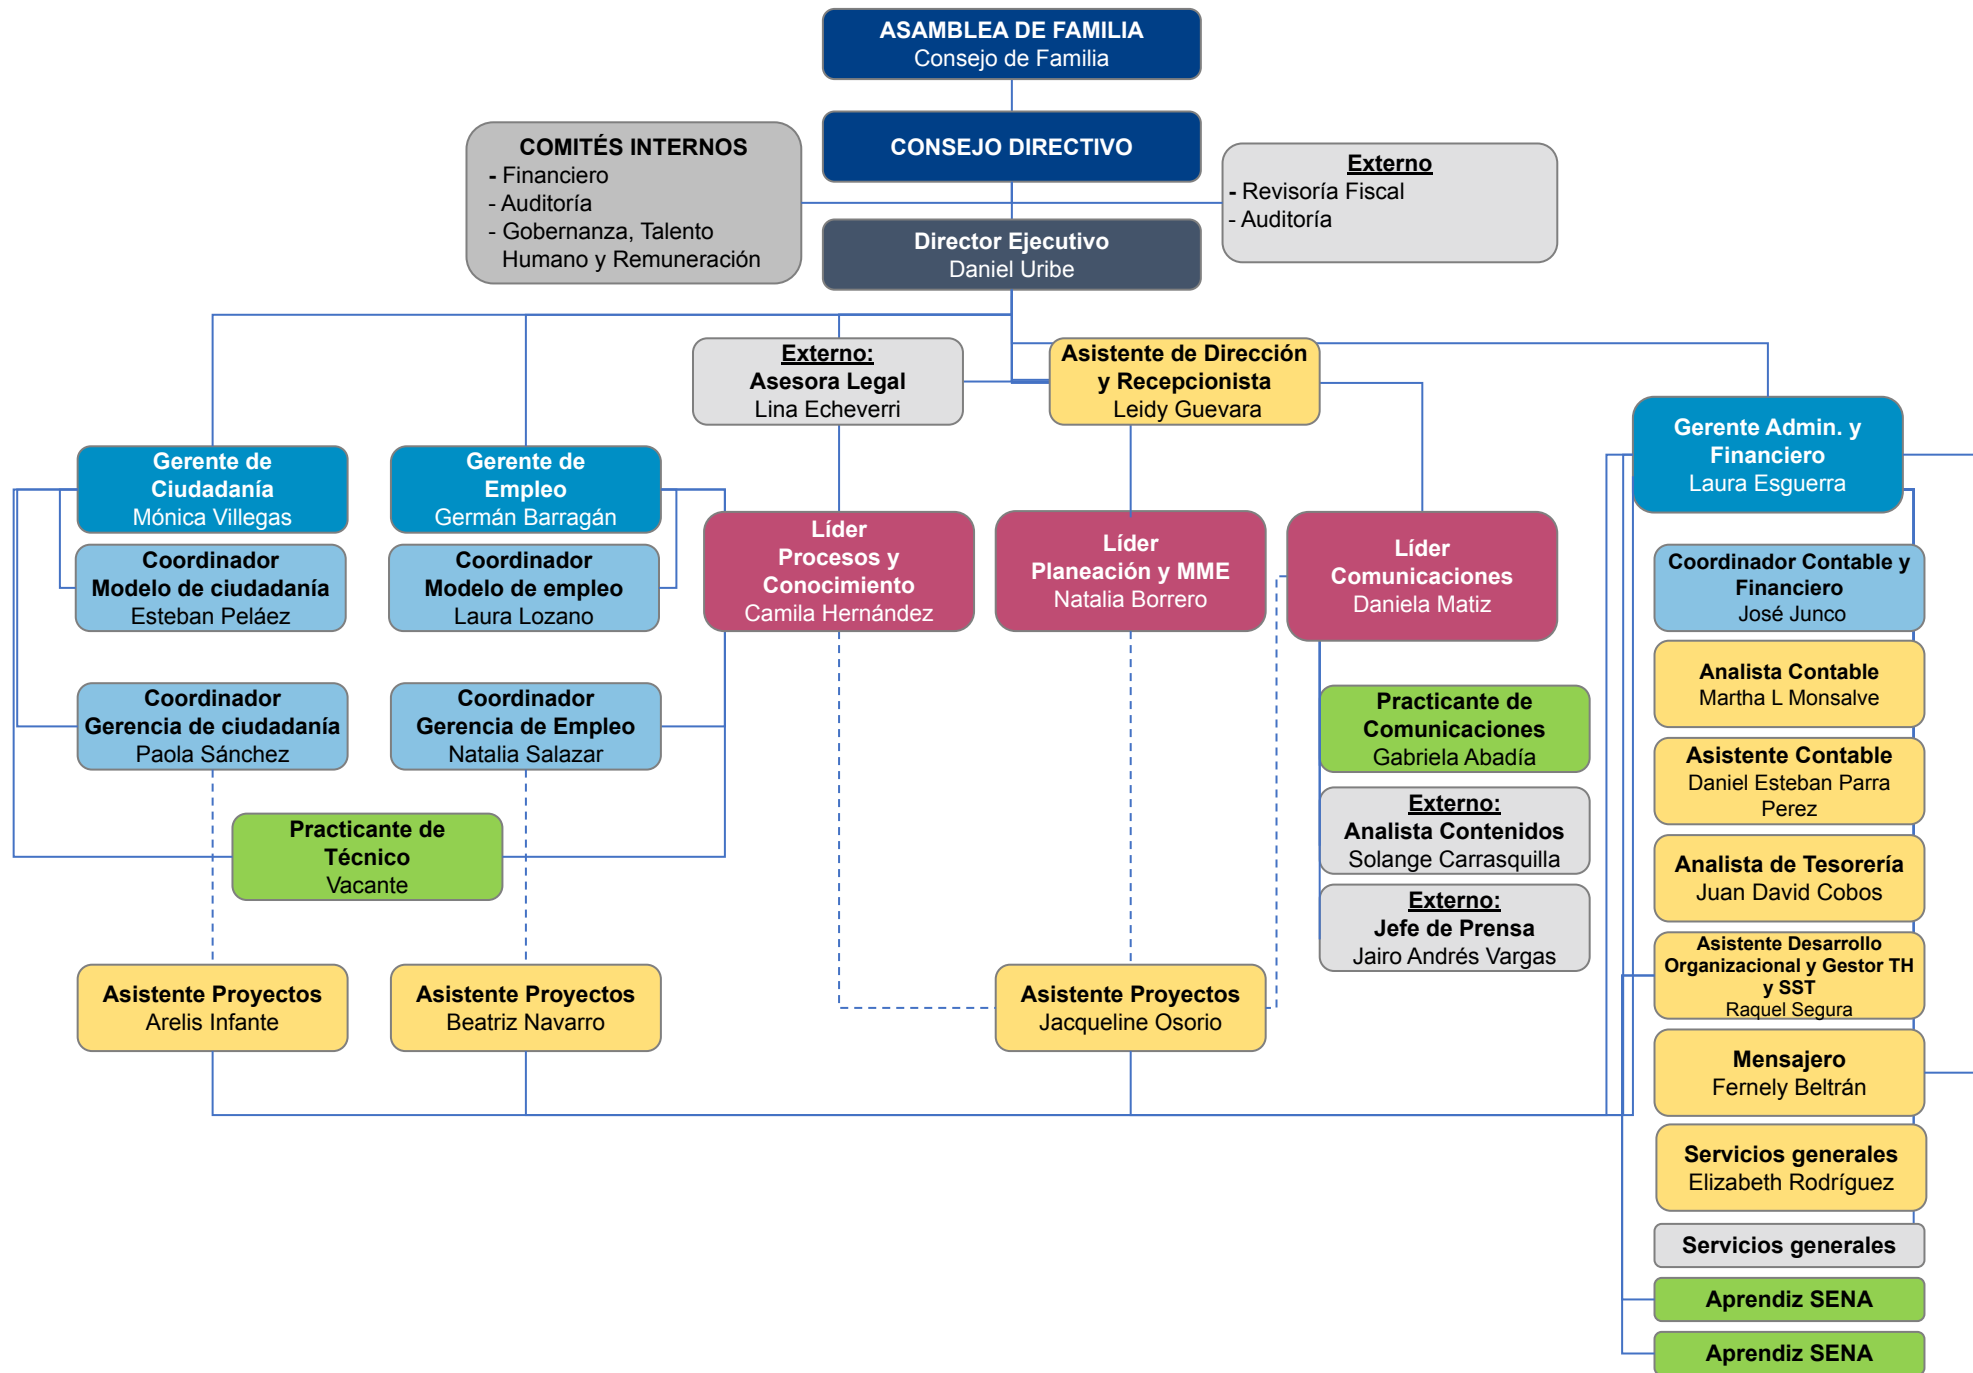 ASAMBLEA DE FAMILIA
Consejo de Familia
CONSEJO DIRECTIVO
COMITÉS INTERNOS
- Financiero
- Auditoría
- Gobernanza, Talento
Humano y Remuneración
Externo
- Revisoría Fiscal
- Auditoría
Director Ejecutivo
Daniel Uribe
Externo:
Asesora Legal
Lina Echeverri
Asistente de Dirección
y Recepcionista
Leidy Guevara
Gerente de
Ciudadanía
Mónica Villegas
Gerente de
Empleo
Germán Barragán
Gerente Admin. y
Financiero
Laura Esguerra
Coordinador
Modelo de ciudadanía
Esteban Peláez
Coordinador
Modelo de empleo
Laura Lozano
Líder
Procesos y
Conocimiento
Camila Hernández
Líder
Planeación y MME
Natalia Borrero
Líder
Comunicaciones
Daniela Matiz
Coordinador
Gerencia de ciudadanía
Paola Sánchez
Coordinador
Gerencia de Empleo
Natalia Salazar
Practicante de
Técnico
Vacante
Practicante de
Comunicaciones
Gabriela Abadía
Externo:
Analista Contenidos
Solange Carrasquilla
Externo:
Jefe de Prensa
Jairo Andrés Vargas
Asistente Proyectos
Arelis Infante
Asistente Proyectos
Beatriz Navarro
Asistente Proyectos
Jacqueline Osorio
Coordinador Contable y
Financiero
José Junco
Analista Contable
Martha L Monsalve
Asistente Contable
Daniel Esteban Parra
Perez
Analista de Tesorería
Juan David Cobos
Asistente Desarrollo
Organizacional y Gestor TH
y SST
Raquel Segura
Mensajero
Fernely Beltrán
Servicios generales
Elizabeth Rodríguez
Servicios generales
Aprendiz SENA
Aprendiz SENA